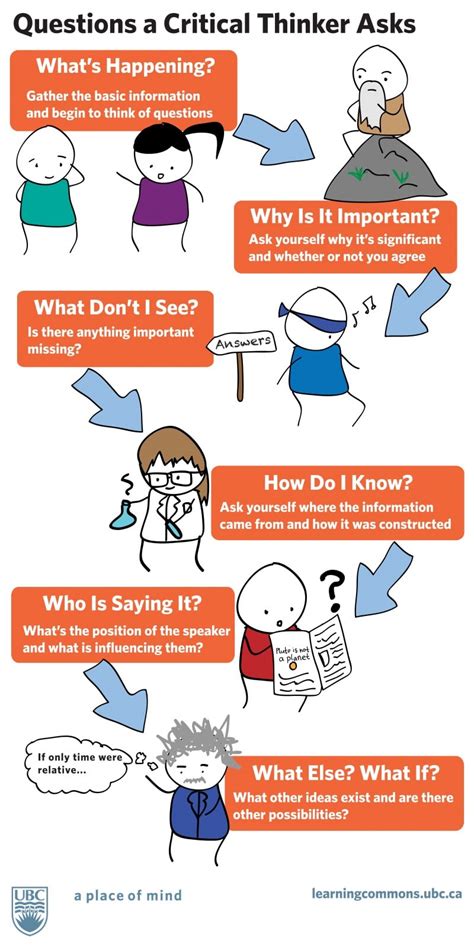 Questions a Critical Thinker Asks
What's Happening?
Gather the basic information
and begin to think of questions
Why Is It Important?
Ask yourself why it's significant
and whether or not you agree
What Don't I See?
Is there anything important
missing?
Answers
How Do I Know?
Ask yourself where the information
came from and how it was constructed
Who Is Saying It?
What's the position of the speaker
and what is influencing them?
?
Pluto is not
a planet
If only time were
relative...
What Else? What If?
What other ideas exist and are there
other possibilities?
UBC
a place of mind
learningcommons.ubc.ca